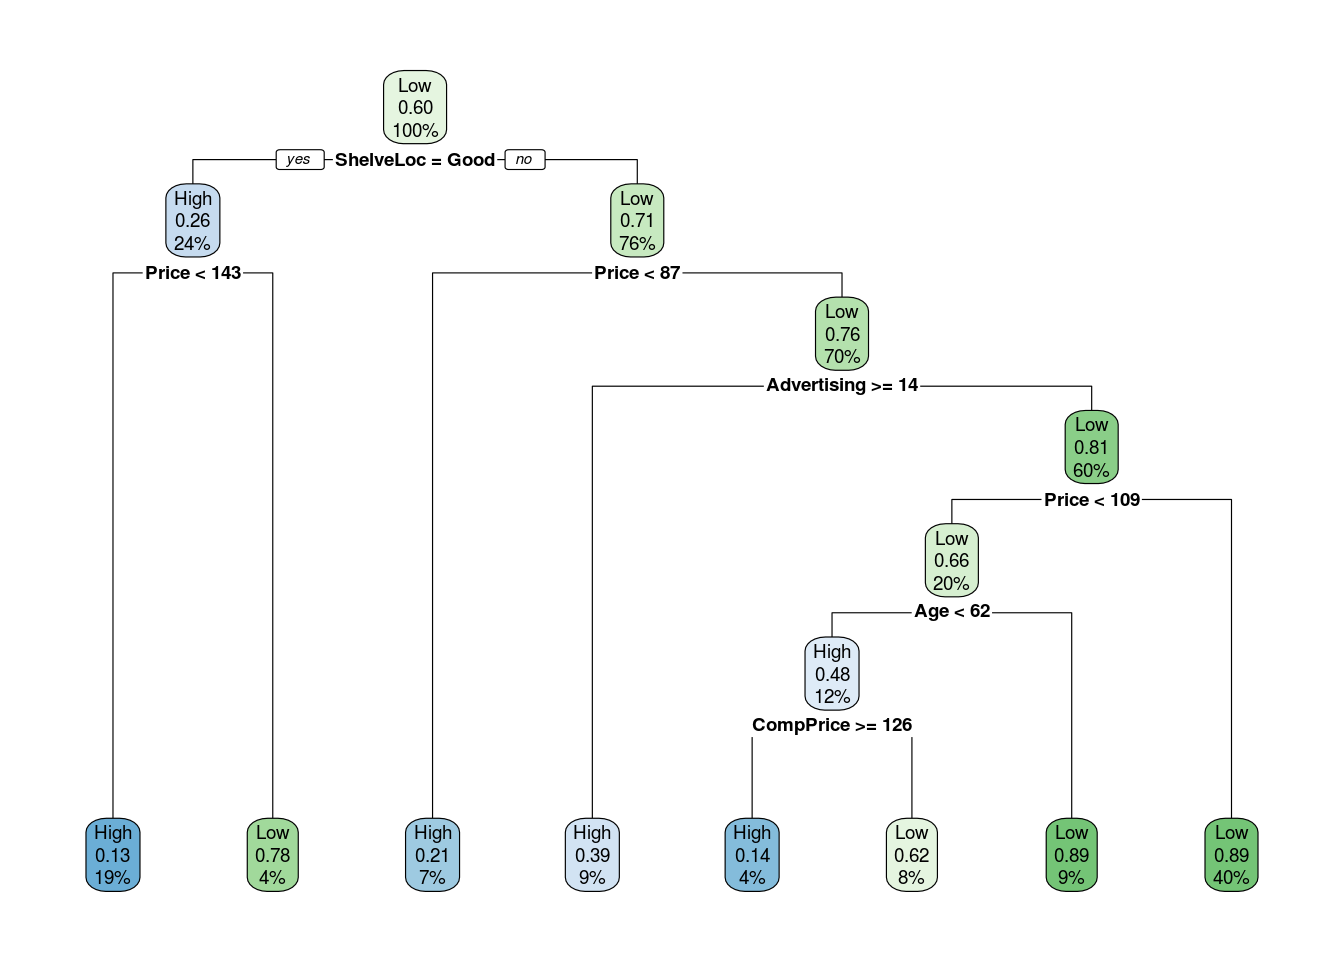 Low
0.60
100%
yes ShelveLoc = Good no
High
0.26
24%
Low
0.71
76%
Price < 143
Price < 87
Low
0.76
70%
Advertising >= 14
Low
0.81
60%
Price < 109
Low
0.66
20%
Age < 62
High
0.48
12%
CompPrice >= 126
High
0.13
19%
Low
0.78
4%
High
0.21
7%
High
0.39
9%
High
0.14
4%
Low
0.62
8%
Low
0.89
9%
Low
0.89
40%